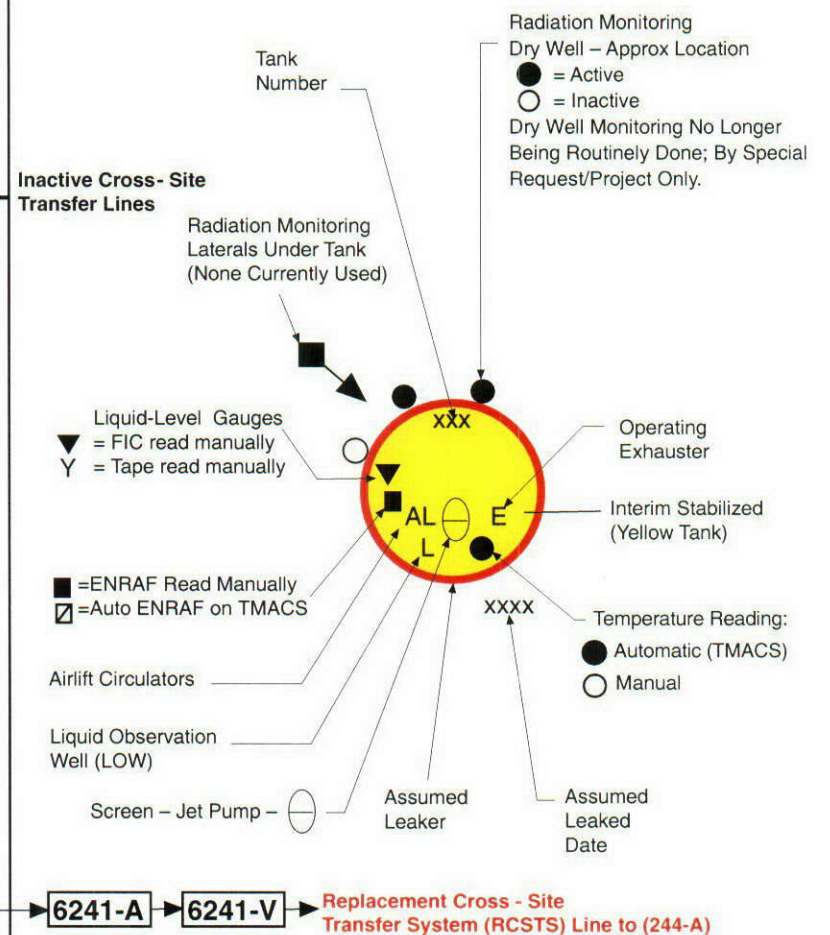 Radiation Monitoring
Dry Well – Approx Location
= Active
= Inactive
Dry Well Monitoring No Longer
Being Routinely Done; By Special
Request/Project Only.
Tank
Number
Inactive Cross- Site
Transfer Lines
Radiation Monitoring
Laterals Under Tank
(None Currently Used)
Liquid-Level Gauges
= FIC read manually
Y = Tape read manually
xxx
Operating
Exhauster
AL
E
L
Interim Stabilized
(Yellow Tank)
=ENRAF Read Manually
=Auto ENRAF on TMACS
xxxx
Temperature Reading:
Automatic (TMACS)
Manual
Airlift Circulators
Liquid Observation
Well (LOW)
Screen – Jet Pump –
Assumed
Leaker
Assumed
Leaked
Date
6241-A
6241-V
Replacement Cross - Site
Transfer System (RCSTS) Line to (244-A)